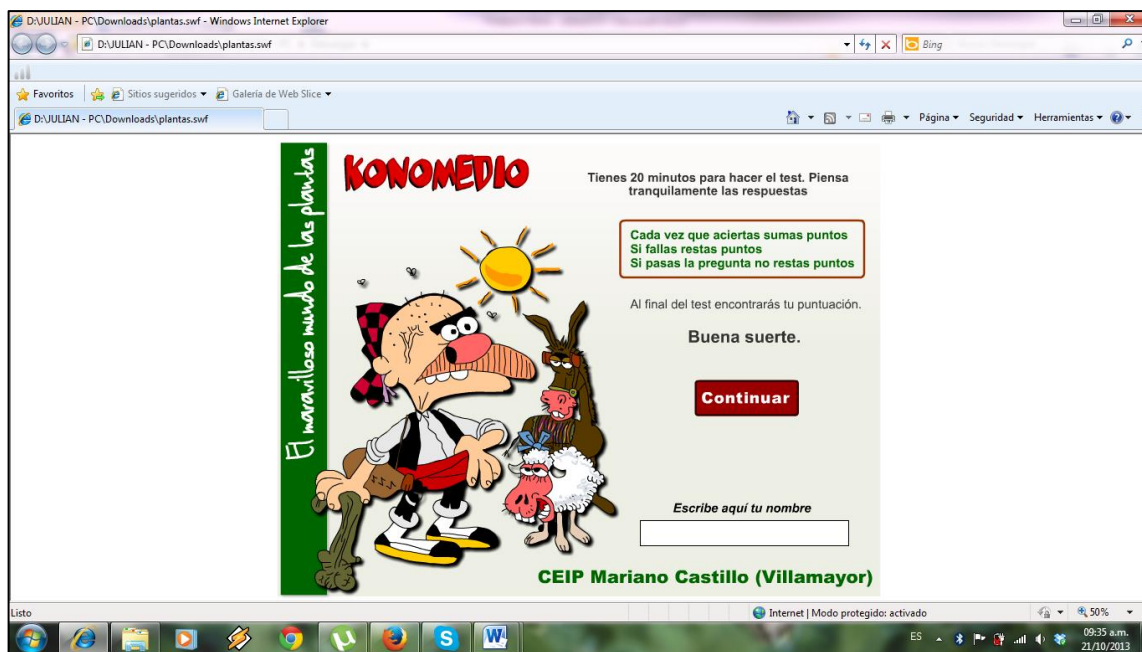 D:\JULIAN - PC\Downloads\plantas.swf - Windows Internet Explorer
D:\JULIAN - PC\Downloads\plantas.swf
Bing
Favoritos
Sitios sugeridos
Galería de Web Slice
D:\JULIAN - PC\Downloads\plantas.swf
Página
Seguridad
Herramientas
El maravilloso mundo de las plantas
KONOMEDIO
Tienes 20 minutos para hacer el test. Piensa
tranquilamente las respuestas
Cada vez que aciertas sumas puntos
Si fallas restas puntos
Si pasas la pregunta no restas puntos
Al final del test encontrarás tu puntuación.
Buena suerte.
Continuar
Escribe aquí tu nombre
CEIP Mariano Castillo (Villamayor)
Listo
Internet | Modo protegido: activado
50%
ES
09:35 a.m.
21/10/2013